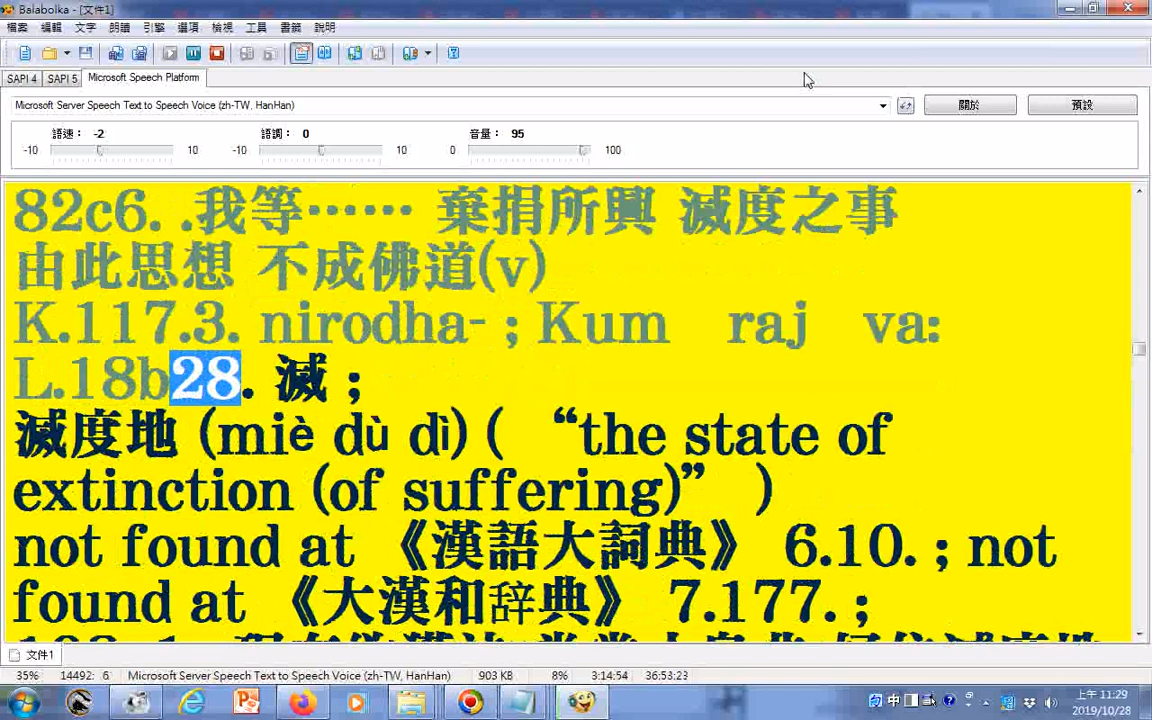 Balabolka - [文件1]
檔案 編輯 文字 朗讀 引擎 選項 檢視 工具 書籤 說明
SAPI 4 SAPI 5 Microsoft Speech Platform
Microsoft Server Speech Text to Speech Voice (zh-TW, HanHan) 關於 預設
語速： -2 語調： 0 音量： 95
-10 10 -10 10 0 100
82c6. .我等…… 棄捐所興 滅度之事
由此思想 不成佛道(v)
K.117.3. nirodha- ; Kum raj va:
L.18b28. 滅 ;
滅度地 (miè dù dì) ( “the state of
extinction (of suffering)” )
not found at 《漢語大詞典》 6.10. ; not
found at 《大漢和辞典》 7.177. ;
文件1
35% 14492: 6 Microsoft Server Speech Text to Speech Voice (zh-TW, HanHan) 903 KB 8% 3:14:54 36:53:23
中 上午 11:29
2019/10/28